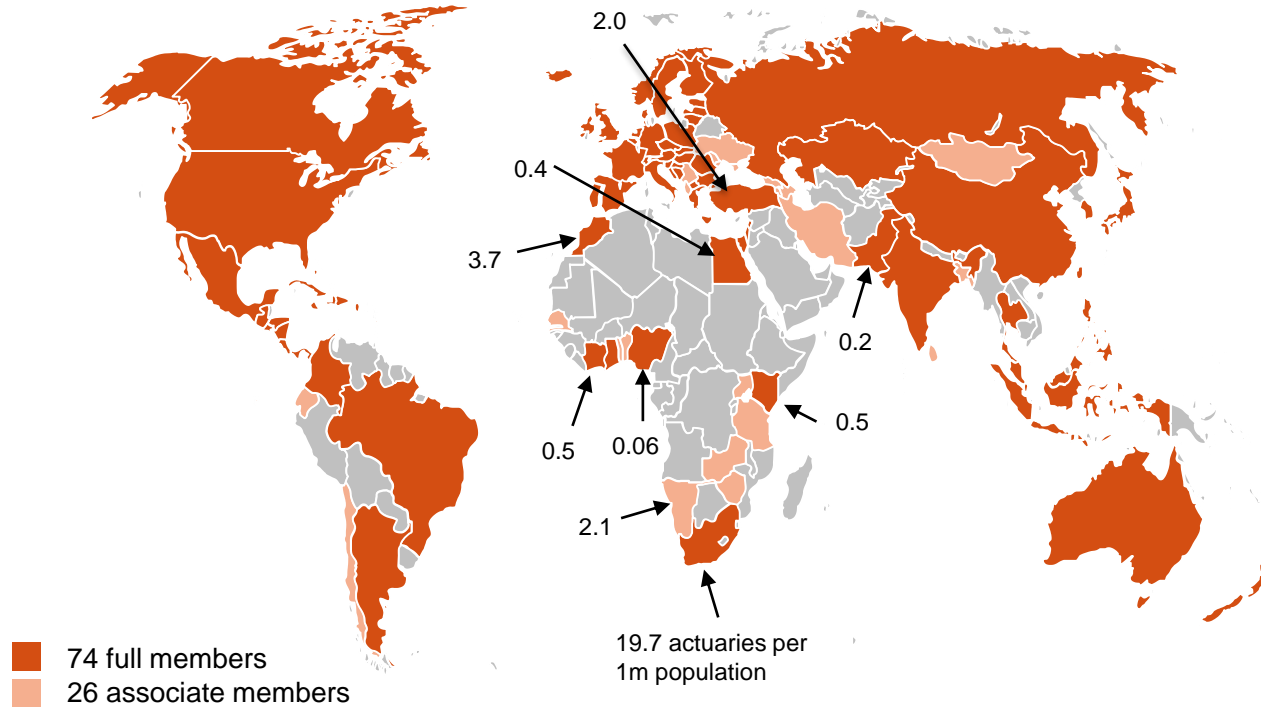 2.0
0.4
3.7
0.2
0.5
0.06
0.5
2.1
19.7 actuaries per
1m population
74 full members
26 associate members